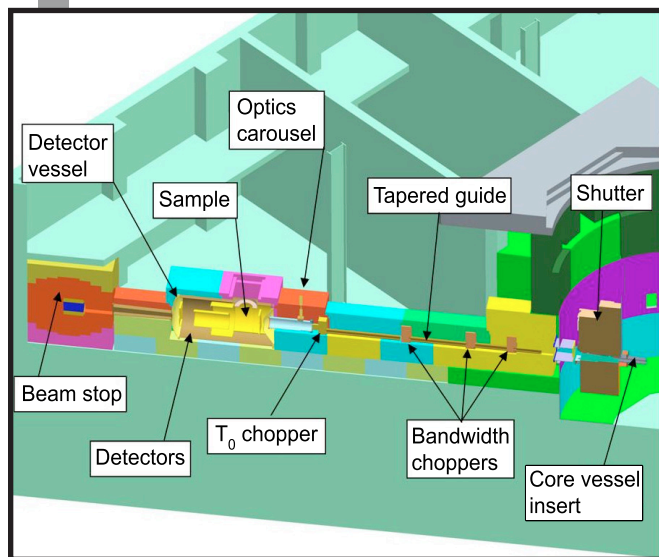 Optics
carousel
Detector
vessel
Sample
Tapered guide
Shutter
Beam stop
Detectors
T₀ chopper
Bandwidth
choppers
Core vessel
insert